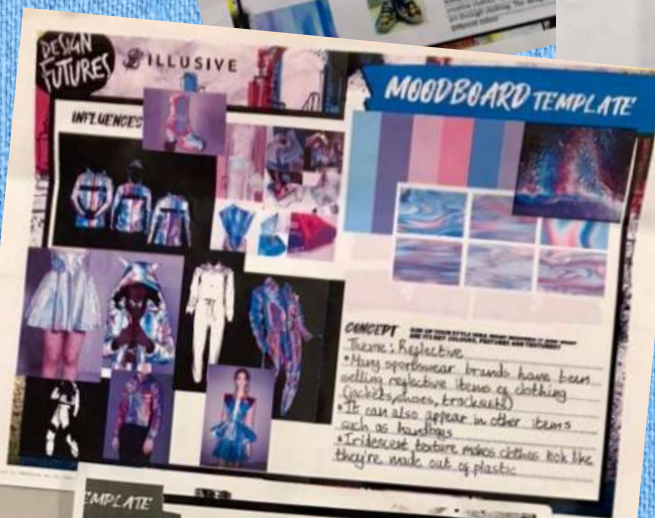 DESIGN
FUTURES
ILLUSIVE
MOODBOARD TEMPLATE
INFLUENCES
CONCEPT
Theme: Reflective
• Many sportswear brands have been
selling reflective items of clothing
(jackets, shoes, tracksuits)
• It can also appear in other items
such as handbags
• Iridescent texture makes clothes look like
they're made out of plastic
EMPLATE